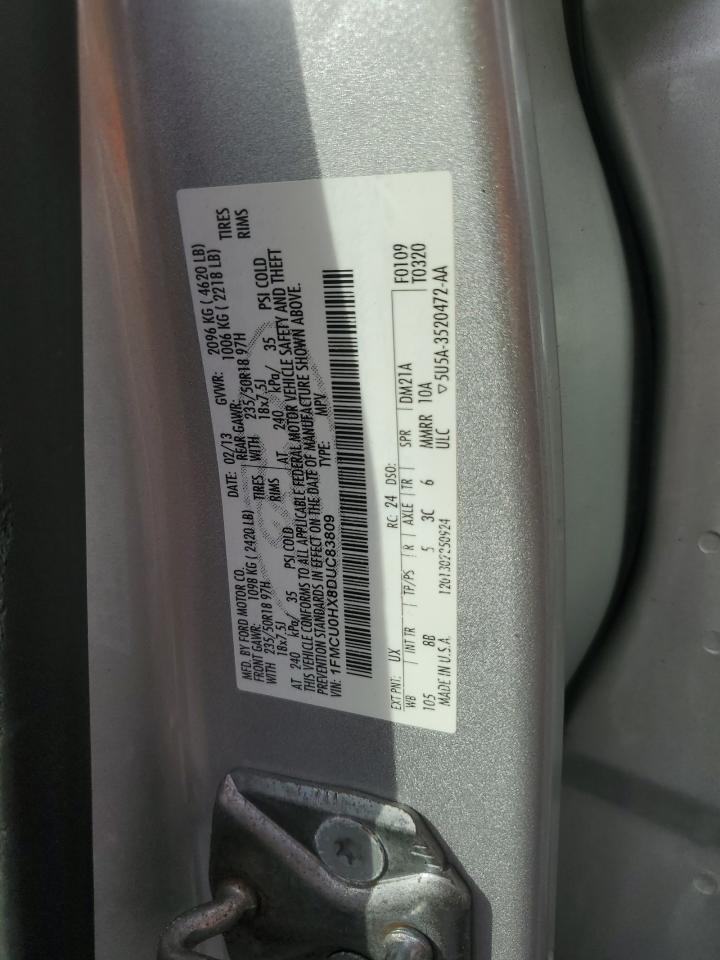 MFD. BY FORD MOTOR CO. DATE: 02/13 GVWR: 2096 KG ( 4620 LB)
FRONT GAWR: 1098 KG ( 2420 LB) REAR GAWR: 1006 KG ( 2218 LB)
WITH 235/50R18 97H TIRES WITH 235/50R18 97H TIRES
18x7.5J RIMS 18x7.5J RIMS
AT 240 kPa/ 35 PSI COLD AT 240 kPa/ 35 PSI COLD
THIS VEHICLE CONFORMS TO ALL APPLICABLE FEDERAL MOTOR VEHICLE SAFETY AND THEFT
PREVENTION STANDARDS IN EFFECT ON THE DATE OF MANUFACTURE SHOWN ABOVE.
VIN: 1FMCU0HX8DUC83809 TYPE: MPV
EXT PNT: UX RC: 24 DSO: F0109
WB INT TR TP/PS R AXLE TR SPR DM21A T0320
105 8B 5 3C 6 MMRR 10A
MADE IN U.S.A. ULC ▽5U5A-3520472-AA